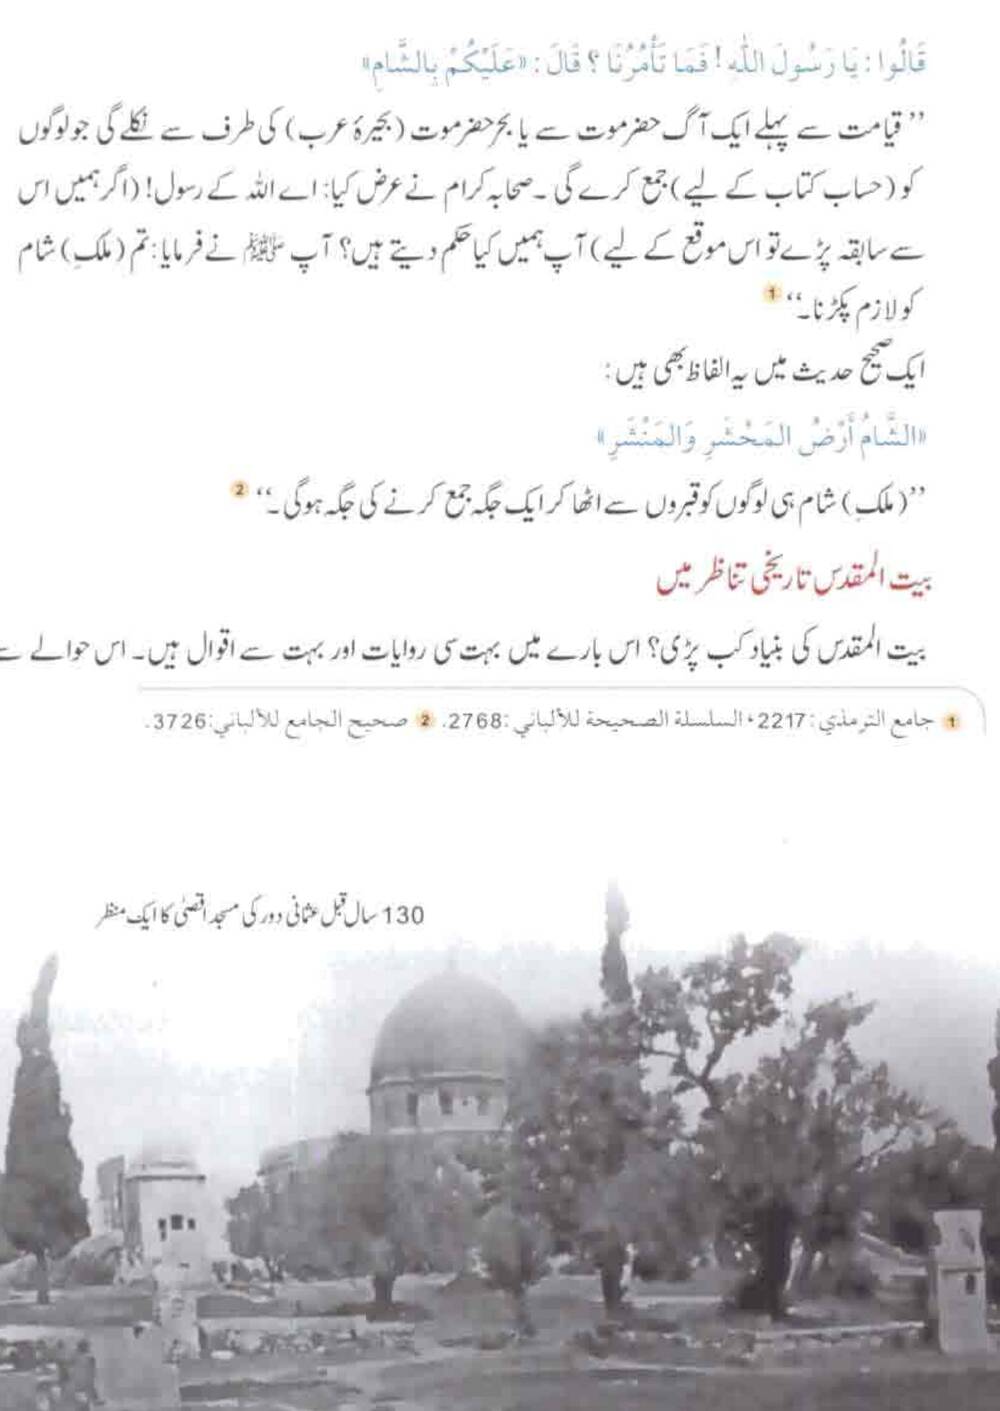 قَالُوا: يَا رَسُولَ اللّٰهِ! فَمَا تَأْمُرُنَا؟ قَالَ: «عَلَيْكُمْ بِالشَّامِ»
’’قیامت سے پہلے ایک آگ حضرموت سے یا بحر حضرموت (بحیرۂ عرب) کی طرف سے نکلے گی جو لوگوں
کو (حساب کتاب کے لیے) جمع کرے گی۔ صحابہ کرام نے عرض کیا: اے اللہ کے رسول! (اگر ہمیں اس
سے سابقہ پڑے تو اس موقع کے لیے) آپ ہمیں کیا حکم دیتے ہیں؟ آپ ﷺ نے فرمایا: تم (ملکِ) شام
کو لازم پکڑنا۔‘‘ 1
ایک صحیح حدیث میں یہ الفاظ بھی ہیں:
«الشَّامُ أَرْضُ المَحْشَرِ وَالمَنْشَرِ»
’’(ملکِ) شام ہی لوگوں کو قبروں سے اٹھا کر ایک جگہ جمع کرنے کی جگہ ہوگی۔‘‘ 2
بیت المقدس تاریخی تناظر میں
بیت المقدس کی بنیاد کب پڑی؟ اس بارے میں بہت سی روایات اور بہت سے اقوال ہیں۔ اس حوالے سے
1 جامع الترمذي: 2217، السلسلة الصحيحة للألباني: 2768. 2 صحيح الجامع للألباني: 3726.
130 سال قبل عثمانی دور کی مسجد اقصیٰ کا ایک منظر